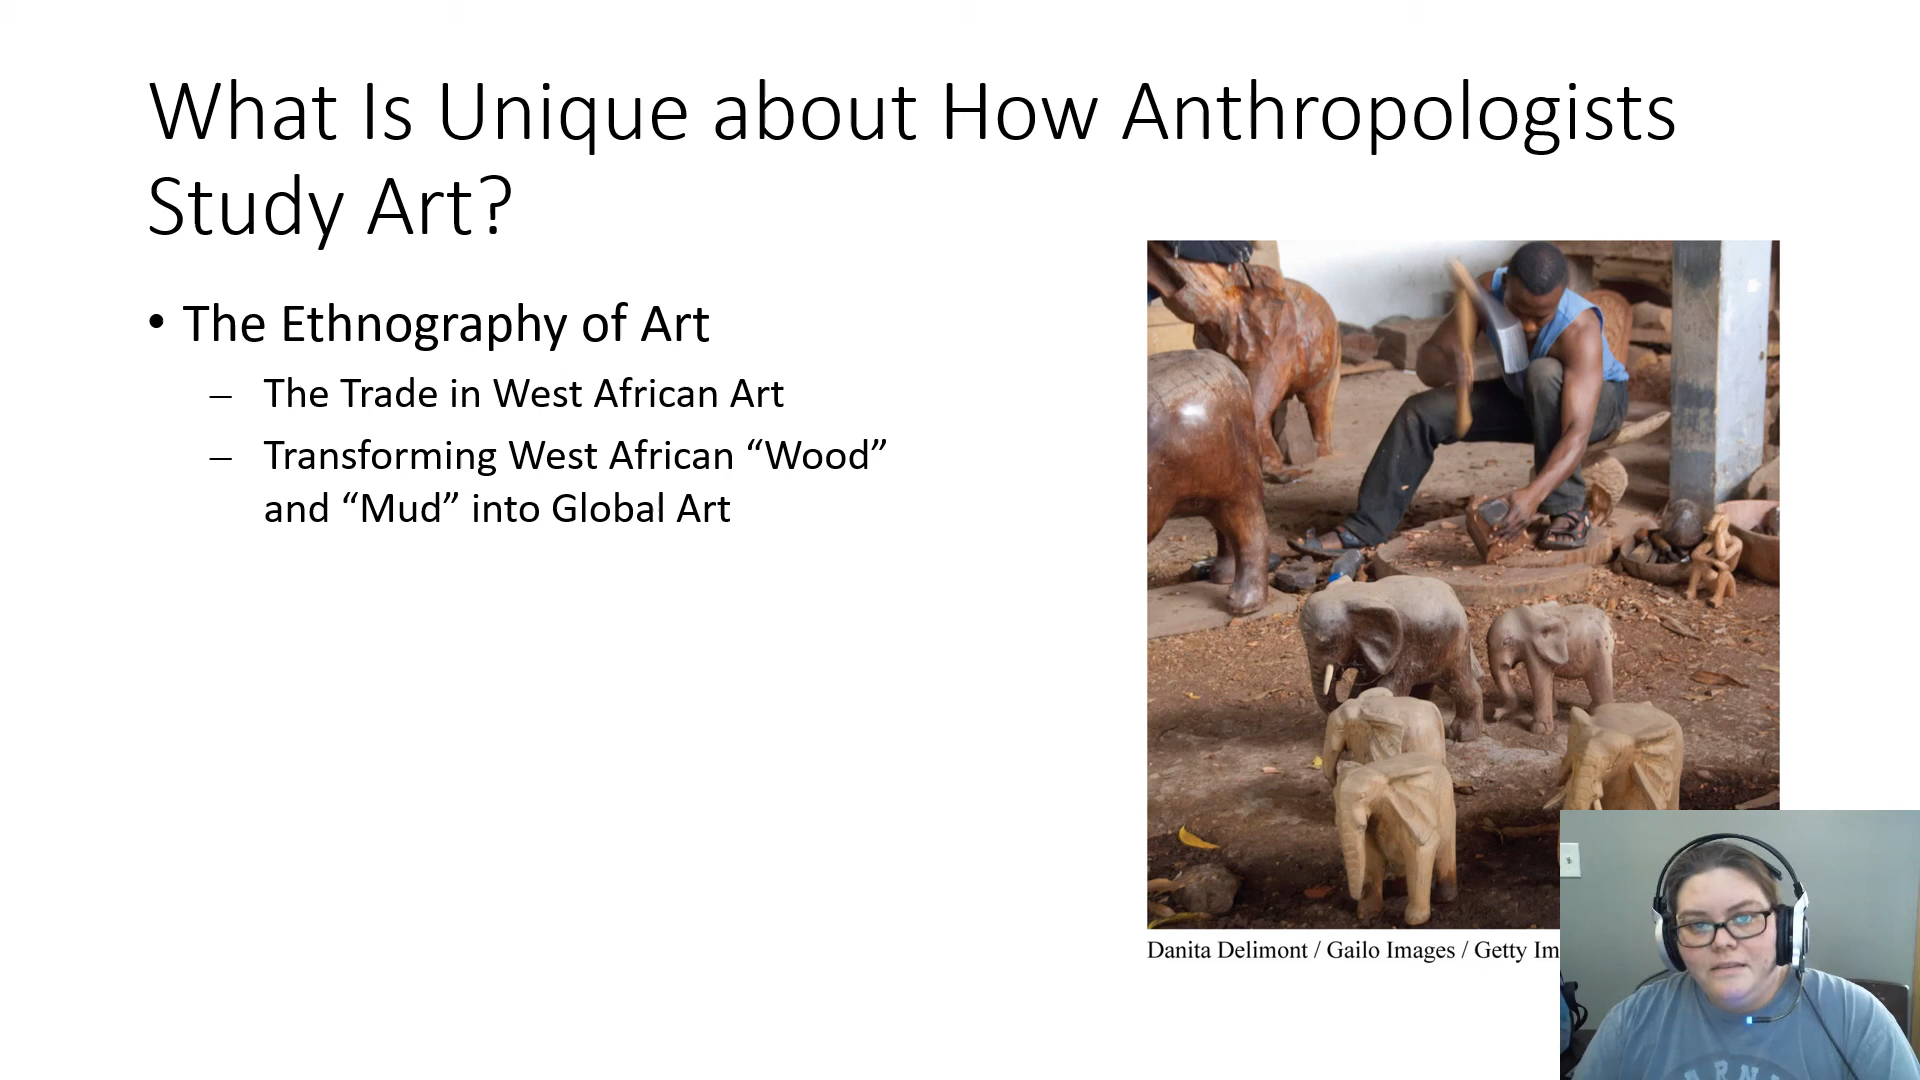 What Is Unique about How Anthropologists
Study Art?
• The Ethnography of Art
– The Trade in West African Art
– Transforming West African “Wood”
and “Mud” into Global Art
Danita Delimont / Gailo Images / Getty